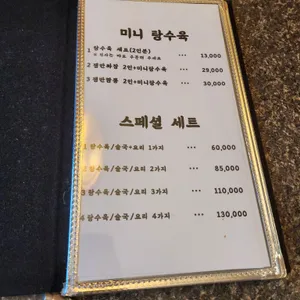 미니 탕수육
1 탕수육 세트(2인분) ... 13,000
2 쟁반짜장 2인+미니탕수육 ... 29,000
3 쟁반짬뽕 2인+미니탕수육 ... 30,000
스페셜 세트
1 탕수육/술국+요리 1가지 ... 60,000
2 탕수육/술국/요리 2가지 ... 85,000
3 탕수육/술국/요리 3가지 ... 110,000
4 탕수육/술국/요리 4가지 ... 130,000